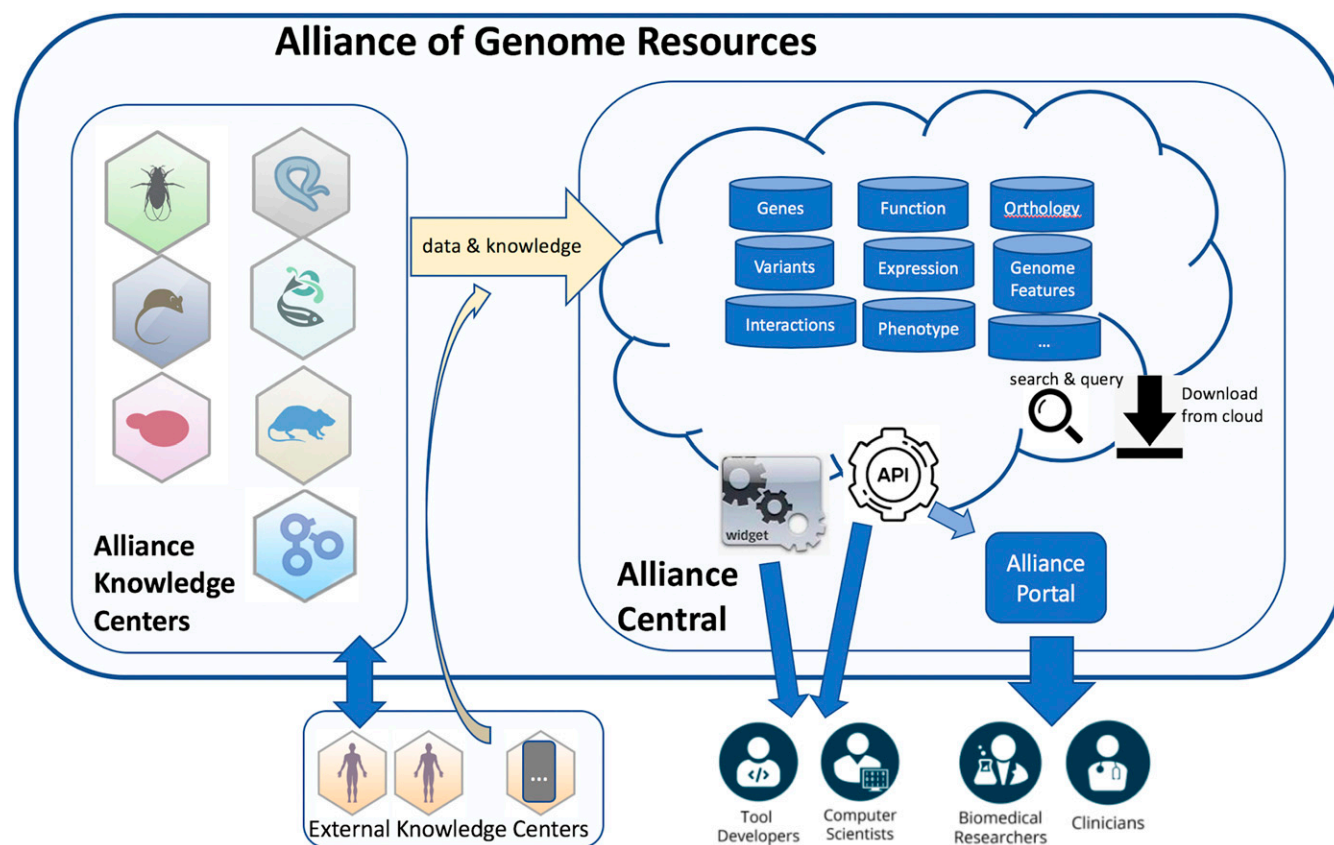 Alliance of Genome Resources
Alliance
Knowledge
Centers
data & knowledge
Genes
Function
Orthology
Variants
Expression
Genome
Features
Interactions
Phenotype
...
search & query
Download
from cloud
widget
API
Alliance
Central
Alliance
Portal
...
External Knowledge Centers
Tool
Developers
Computer
Scientists
Biomedical
Researchers
Clinicians